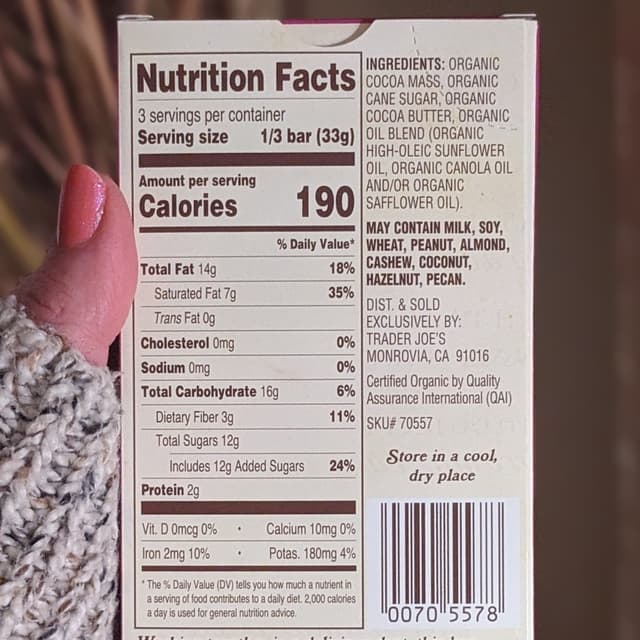 Nutrition Facts
3 servings per container
Serving size 1/3 bar (33g)
Amount per serving
Calories 190
% Daily Value*
Total Fat 14g 18%
Saturated Fat 7g 35%
Trans Fat 0g
Cholesterol 0mg 0%
Sodium 0mg 0%
Total Carbohydrate 16g 6%
Dietary Fiber 3g 11%
Total Sugars 12g
Includes 12g Added Sugars 24%
Protein 2g
Vit. D 0mcg 0% • Calcium 10mg 0%
Iron 2mg 10% • Potas. 180mg 4%
* The % Daily Value (DV) tells you how much a nutrient in
a serving of food contributes to a daily diet. 2,000 calories
a day is used for general nutrition advice.
INGREDIENTS: ORGANIC
COCOA MASS, ORGANIC
CANE SUGAR, ORGANIC
COCOA BUTTER, ORGANIC
OIL BLEND (ORGANIC
HIGH-OLEIC SUNFLOWER
OIL, ORGANIC CANOLA OIL
AND/OR ORGANIC
SAFFLOWER OIL).
MAY CONTAIN MILK, SOY,
WHEAT, PEANUT, ALMOND,
CASHEW, COCONUT,
HAZELNUT, PECAN.
DIST. & SOLD
EXCLUSIVELY BY:
TRADER JOE'S
MONROVIA, CA 91016
Certified Organic by Quality
Assurance International (QAI)
SKU# 70557
Store in a cool,
dry place
0070 5578